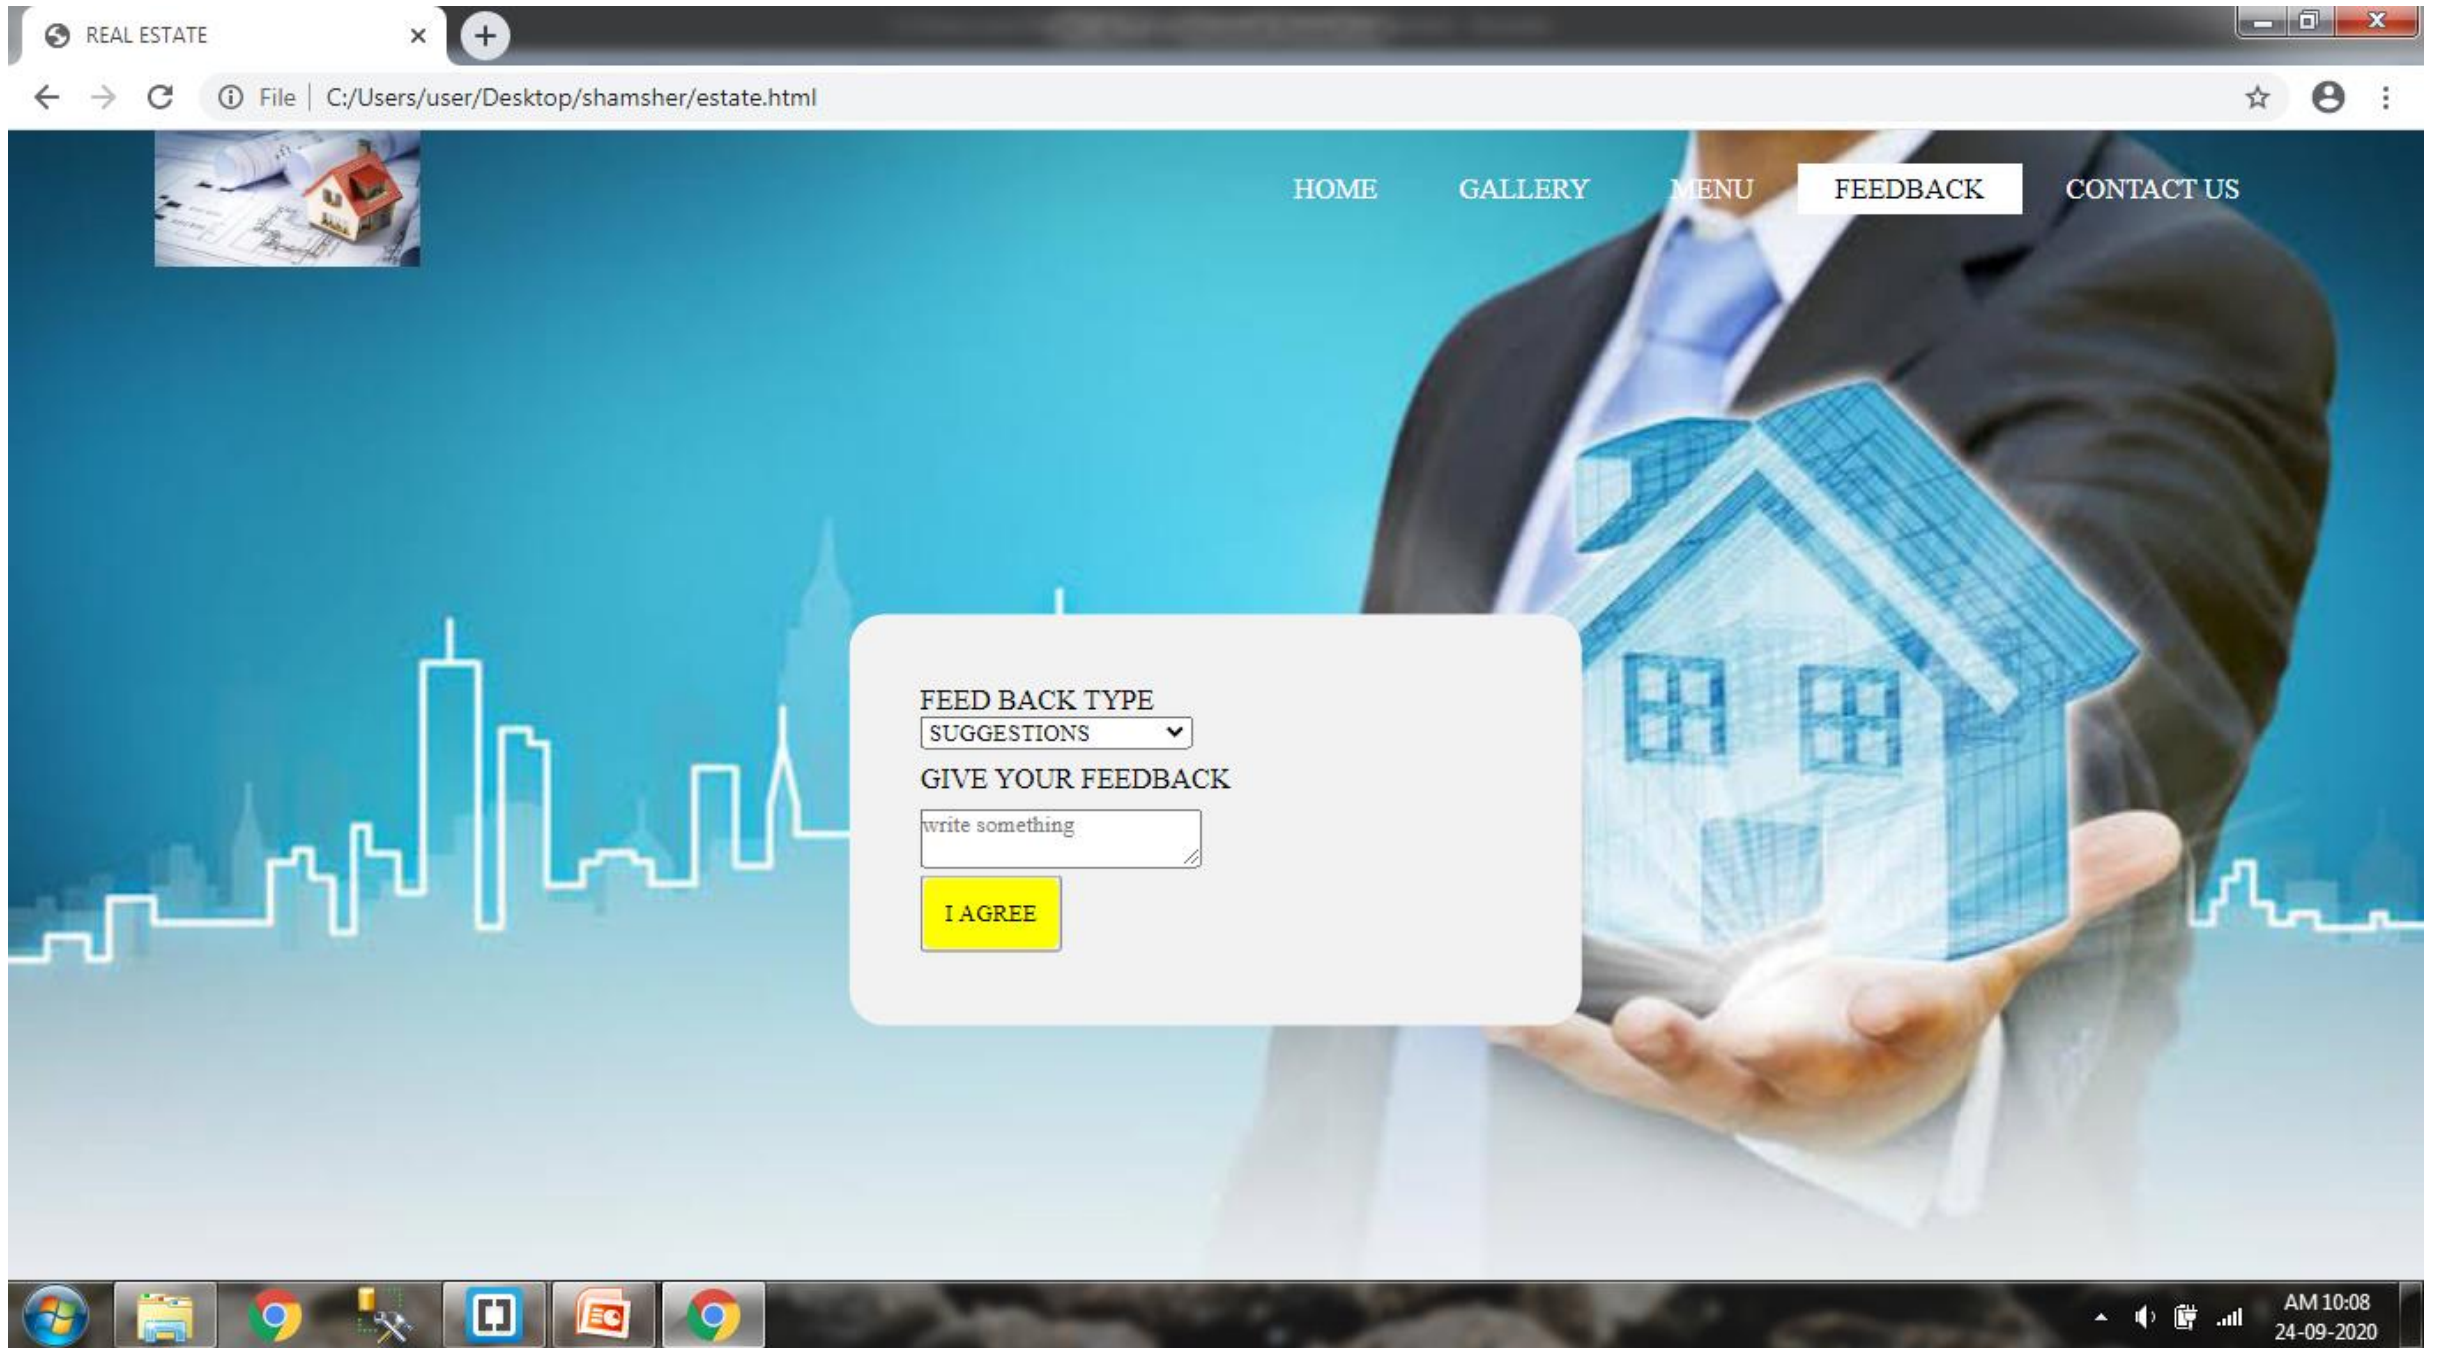 REAL ESTATE
File | C:/Users/user/Desktop/shamsher/estate.html
HOME GALLERY MENU FEEDBACK CONTACT US
FEED BACK TYPE
SUGGESTIONS
GIVE YOUR FEEDBACK
write something
I AGREE
AM 10:08
24-09-2020